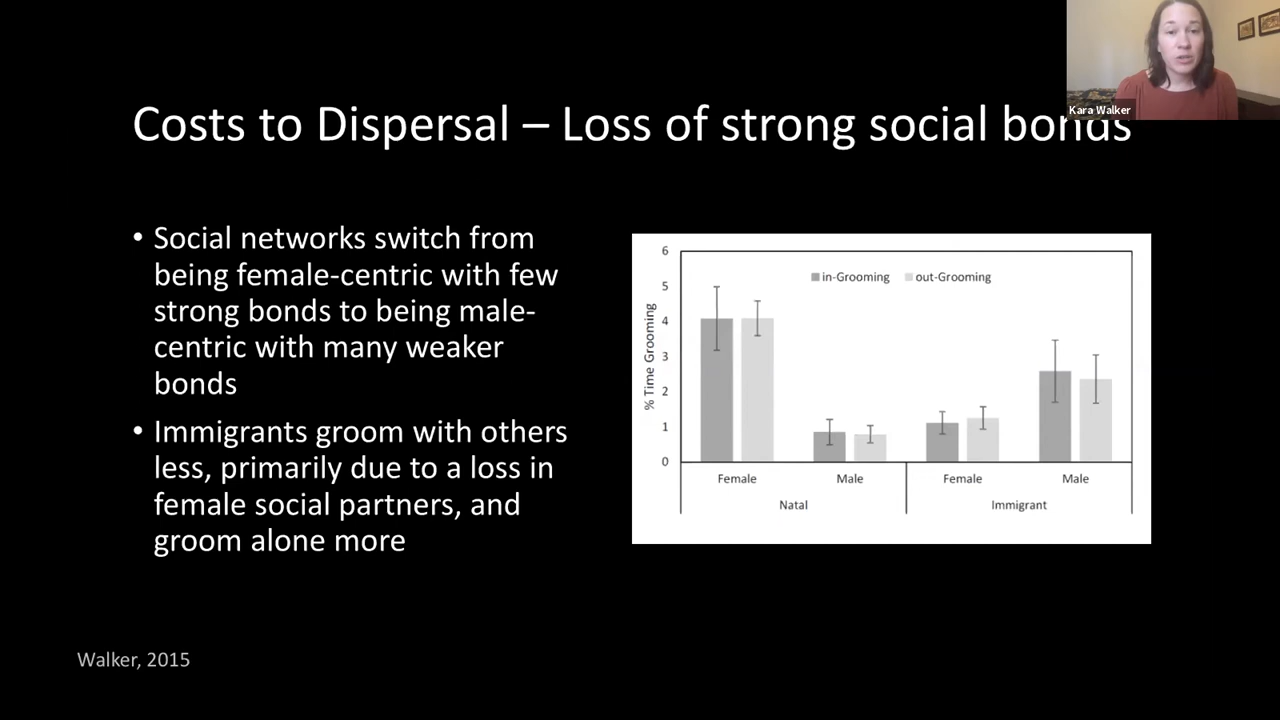 Kara Walker
Costs to Dispersal – Loss of strong social bonds
• Social networks switch from
being female-centric with few
strong bonds to being male-
centric with many weaker
bonds
• Immigrants groom with others
less, primarily due to a loss in
female social partners, and
groom alone more
6
5
4
3
2
1
0
% Time Grooming
in-Grooming out-Grooming
Female Male Female Male
Natal Immigrant
Walker, 2015